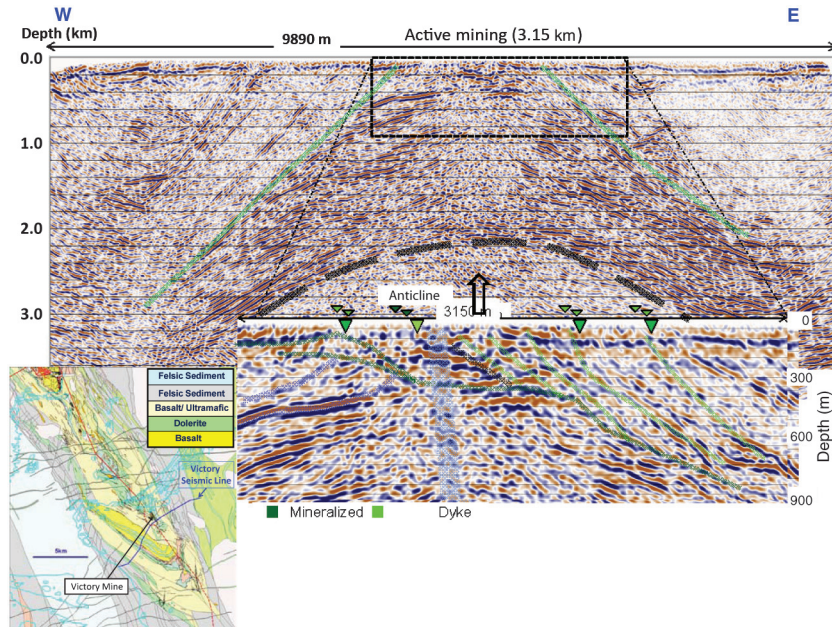 W
E
Depth (km)
9890 m
Active mining (3.15 km)
0.0
1.0
2.0
3.0
Anticline
3150 m
0
300
600
900
Depth (m)
Mineralized
Dyke
Felsic Sediment
Felsic Sediment
Basalt/ Ultramafic
Dolerite
Basalt
Victory
Seismic Line
5km
Victory Mine